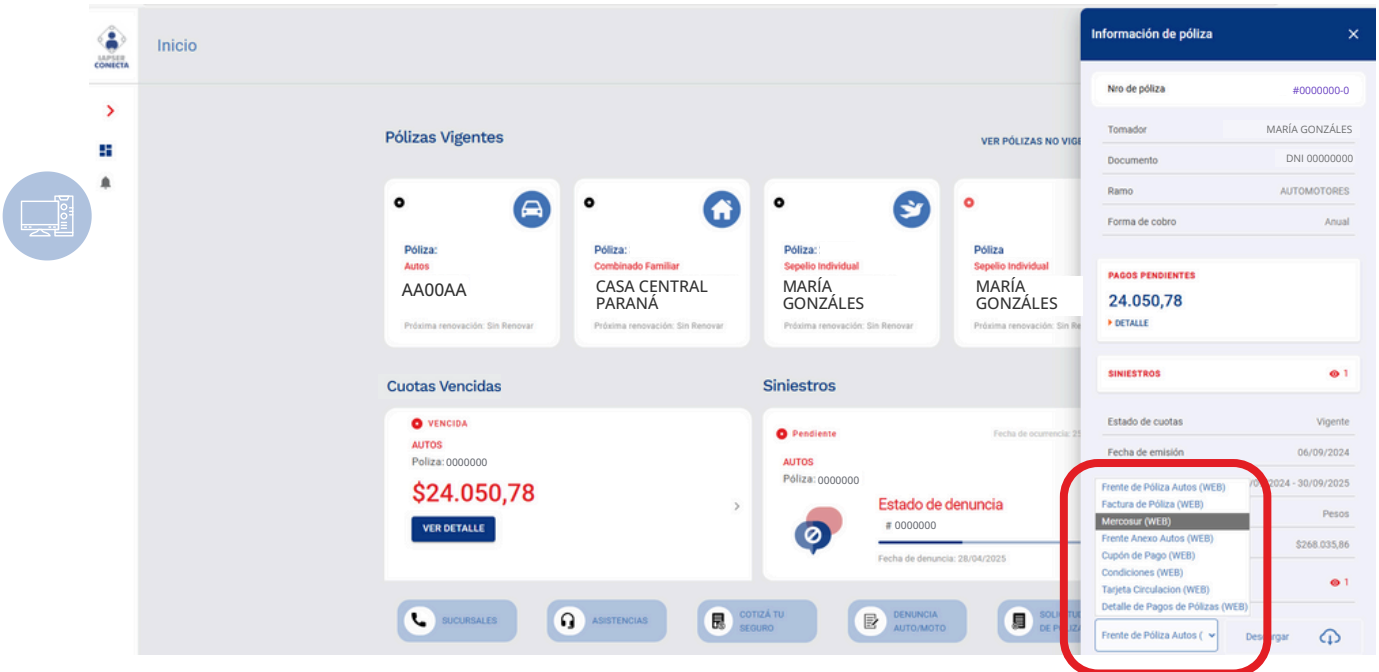 IAPSER
CONECTA
Inicio
Pólizas Vigentes
VER PÓLIZAS NO
Póliza:
Autos
AA00AA
Próxima renovación: Sin Renovar
Póliza:
Combinado Familiar
CASA CENTRAL
PARANÁ
Próxima renovación: Sin Renovar
Póliza:
Sepelio Individual
MARÍA
GONZÁLES
Próxima renovación: Sin Renovar
Póliza
Sepelio Individual
MARÍA
GONZÁLES
Próxima renovación: Sin
Cuotas Vencidas
VENCIDA
AUTOS
Poliza: 0000000
$24.050,78
VER DETALLE
Siniestros
Pendiente
Fecha de ocurrencia:
AUTOS
Póliza: 0000000
Estado de denuncia
# 0000000
Fecha de denuncia: 28/04/2025
SUCURSALES
ASISTENCIAS
COTIZÁ TU
SEGURO
DENUNCIA
AUTO/MOTO
Información de póliza
Nro de póliza #0000000-0
Tomador MARÍA GONZÁLES
Documento DNI 00000000
Ramo AUTOMOTORES
Forma de cobro Anual
PAGOS PENDIENTES
24.050,78
DETALLE
SINIESTROS 1
Estado de cuotas Vigente
Fecha de emisión 06/09/2024
2024 - 30/09/2025
Pesos
$268.035,86
1
Frente de Póliza Autos (WEB)
Factura de Póliza (WEB)
Mercosur (WEB)
Frente Anexo Autos (WEB)
Cupón de Pago (WEB)
Condiciones (WEB)
Tarjeta Circulacion (WEB)
Detalle de Pagos de Pólizas (WEB)
Frente de Póliza Autos (
Descargar